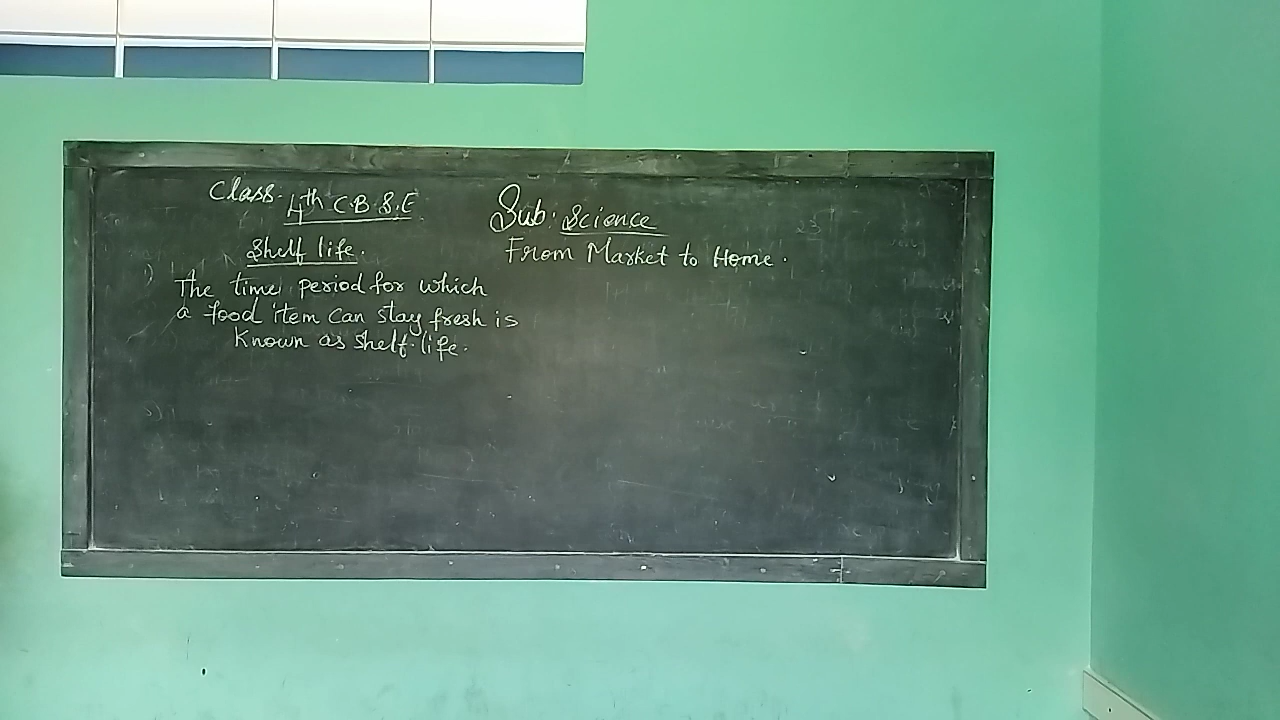 Class: 4th C.B.S.E
Sub: Science
Shelf life.
From Market to Home.
1)
The time period for which
a food item can stay fresh is
known as shelf-life.